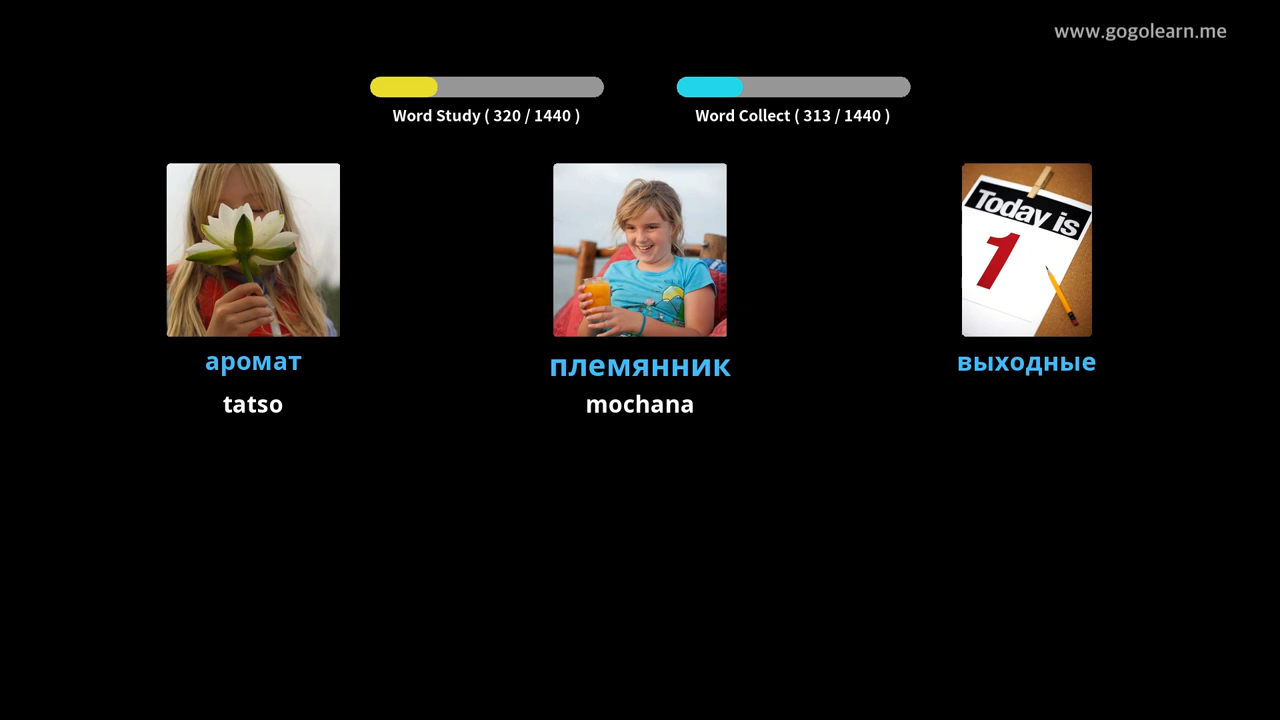 www.gogolearn.me
Word Study ( 320 / 1440 )
Word Collect ( 313 / 1440 )
Today is
1
аромат
племянник
выходные
tatso
mochana